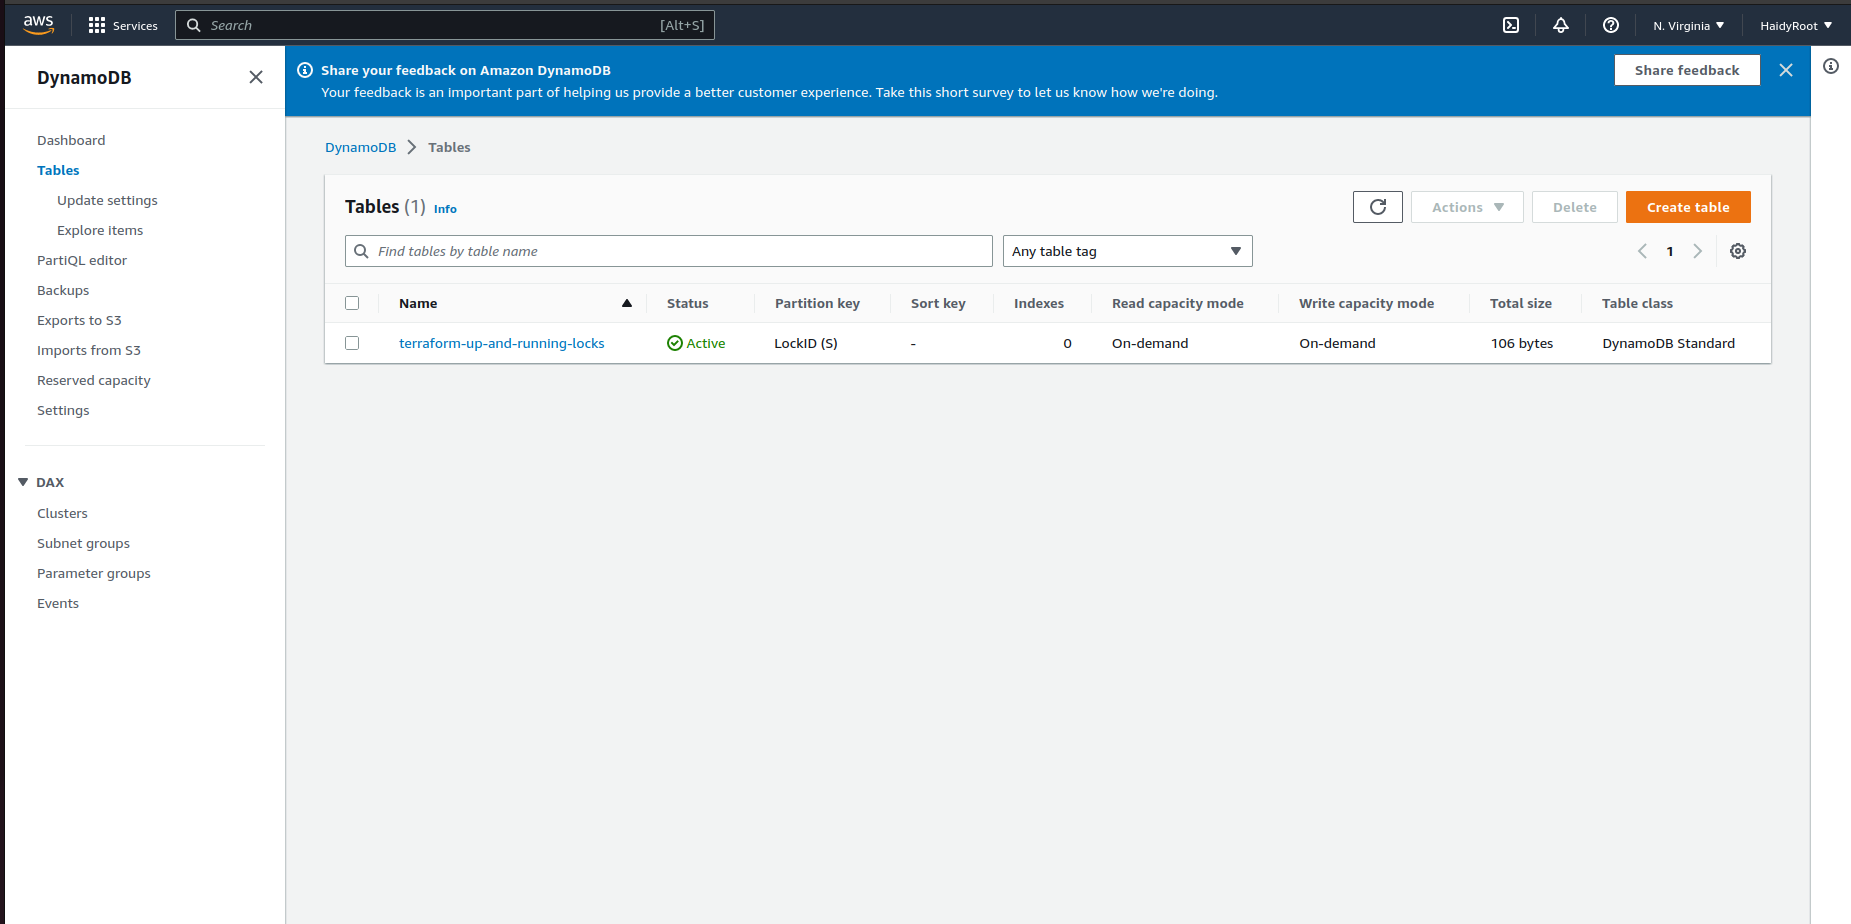 aws Services Search [Alt+S] N. Virginia HaidyRoot
DynamoDB
Dashboard
Tables
Update settings
Explore items
PartiQL editor
Backups
Exports to S3
Imports from S3
Reserved capacity
Settings
DAX
Clusters
Subnet groups
Parameter groups
Events
Share your feedback on Amazon DynamoDB
Your feedback is an important part of helping us provide a better customer experience. Take this short survey to let us know how we're doing.
Share feedback
DynamoDB Tables
Tables (1) Info
Actions Delete Create table
Find tables by table name Any table tag 1
Name Status Partition key Sort key Indexes Read capacity mode Write capacity mode Total size Table class
terraform-up-and-running-locks Active LockID (S) - 0 On-demand On-demand 106 bytes DynamoDB Standard